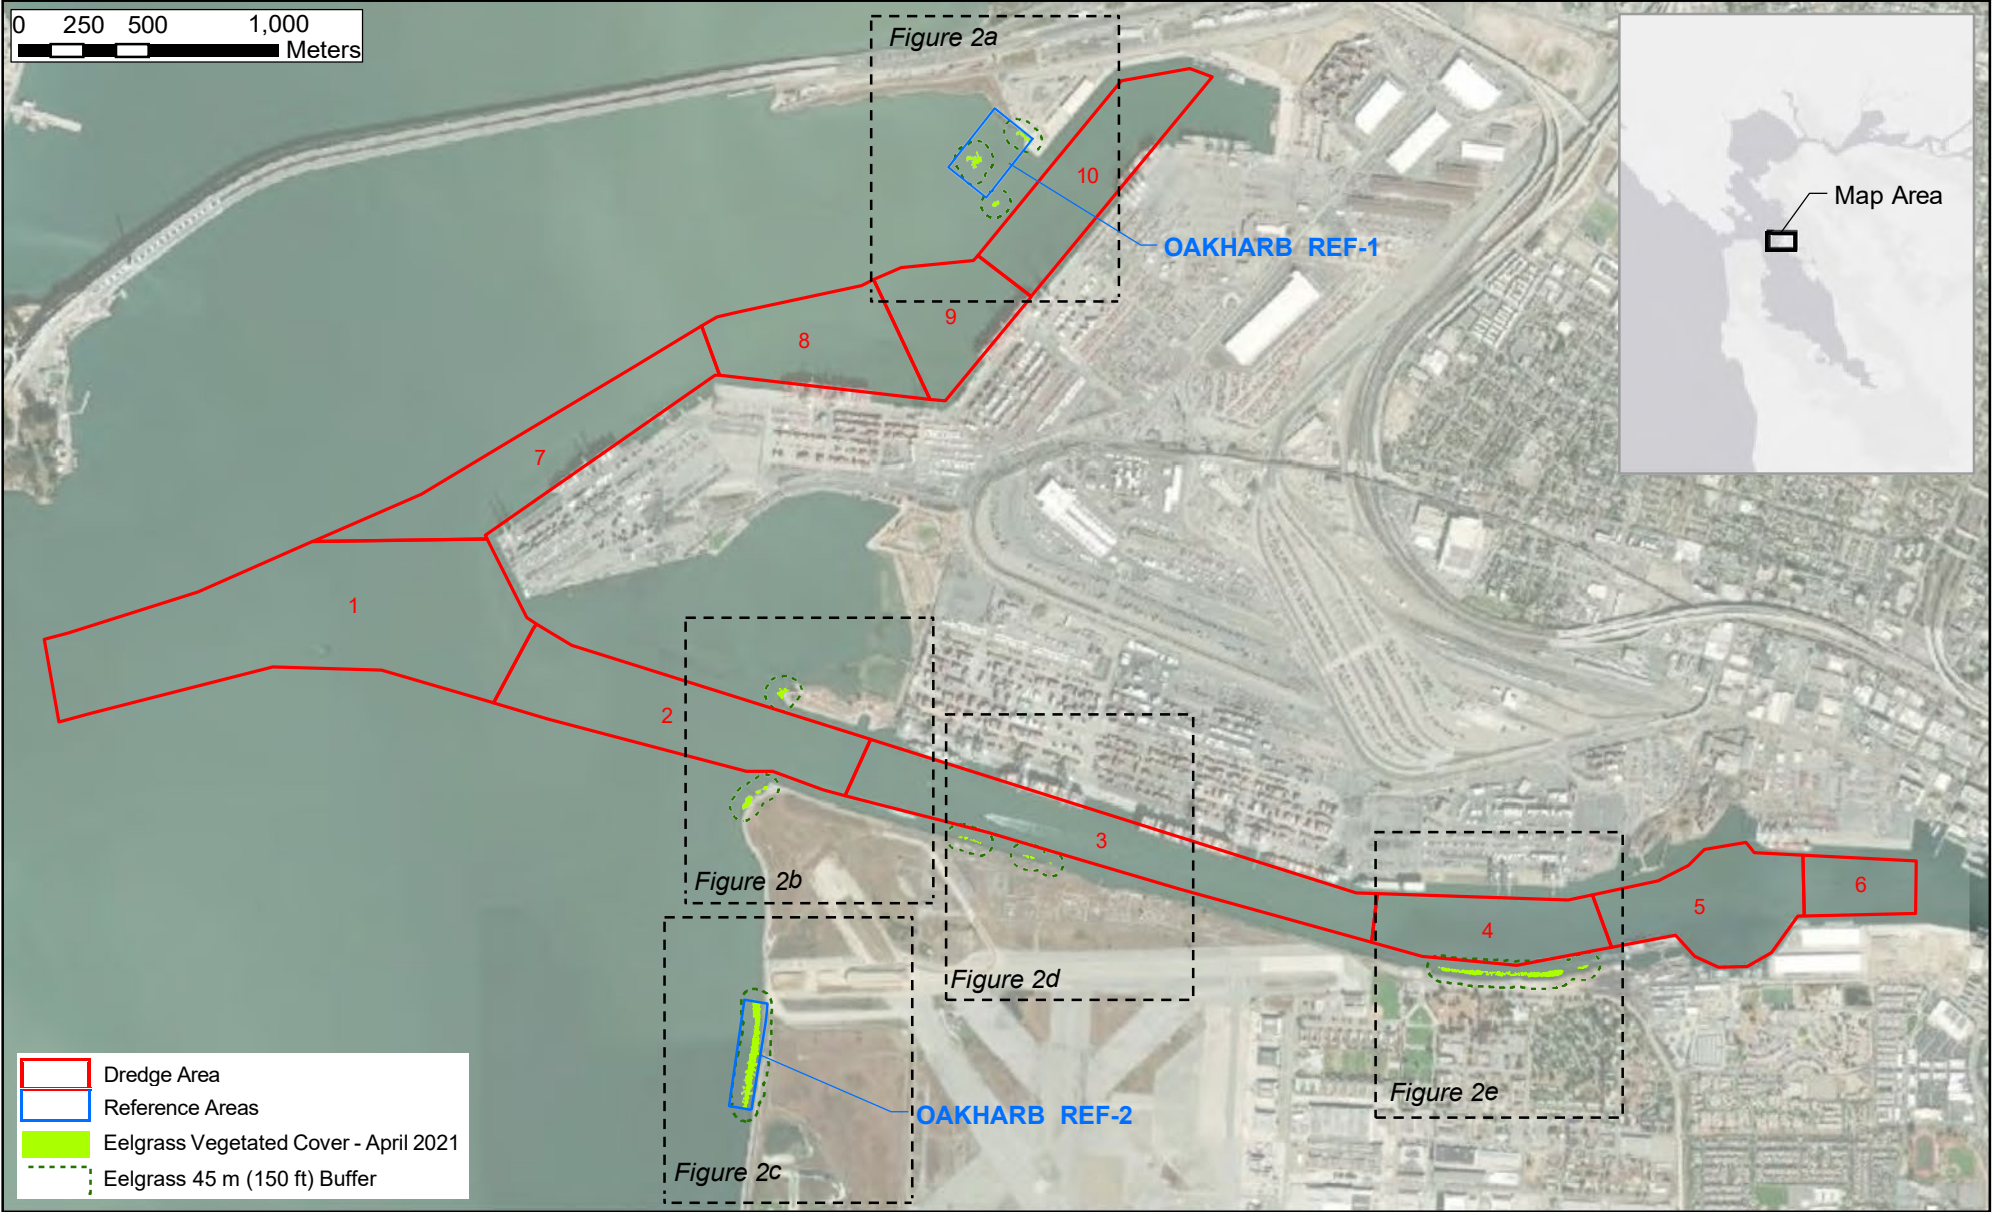 0 250 500 1,000
Meters
Figure 2a
Map Area
10
OAKHARB REF-1
9
8
7
1
2
3
Figure 2b
6
5
4
Figure 2d
Figure 2e
OAKHARB REF-2
Figure 2c
Dredge Area
Reference Areas
Eelgrass Vegetated Cover - April 2021
Eelgrass 45 m (150 ft) Buffer